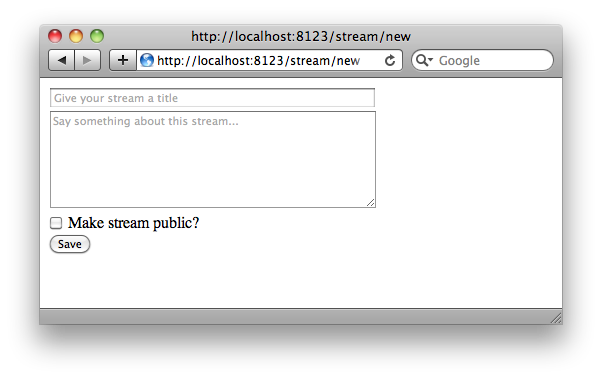 http://localhost:8123/stream/new
http://localhost:8123/stream/new
Google
Give your stream a title
Say something about this stream...
Make stream public?
Save